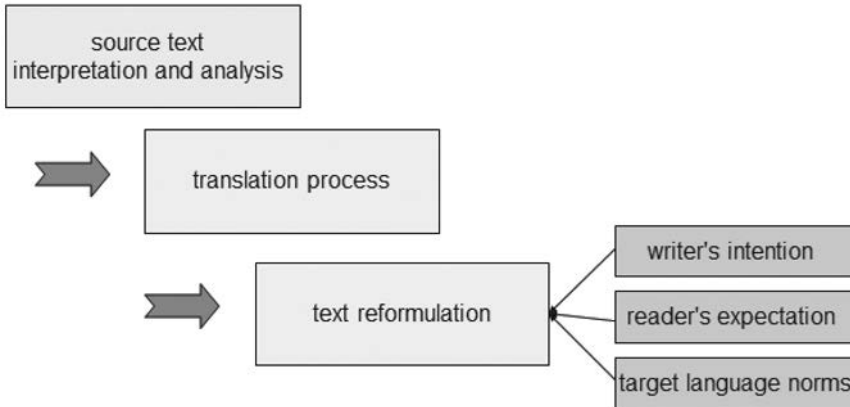 source text
interpretation and analysis
translation process
text reformulation
writer's intention
reader's expectation
target language norms